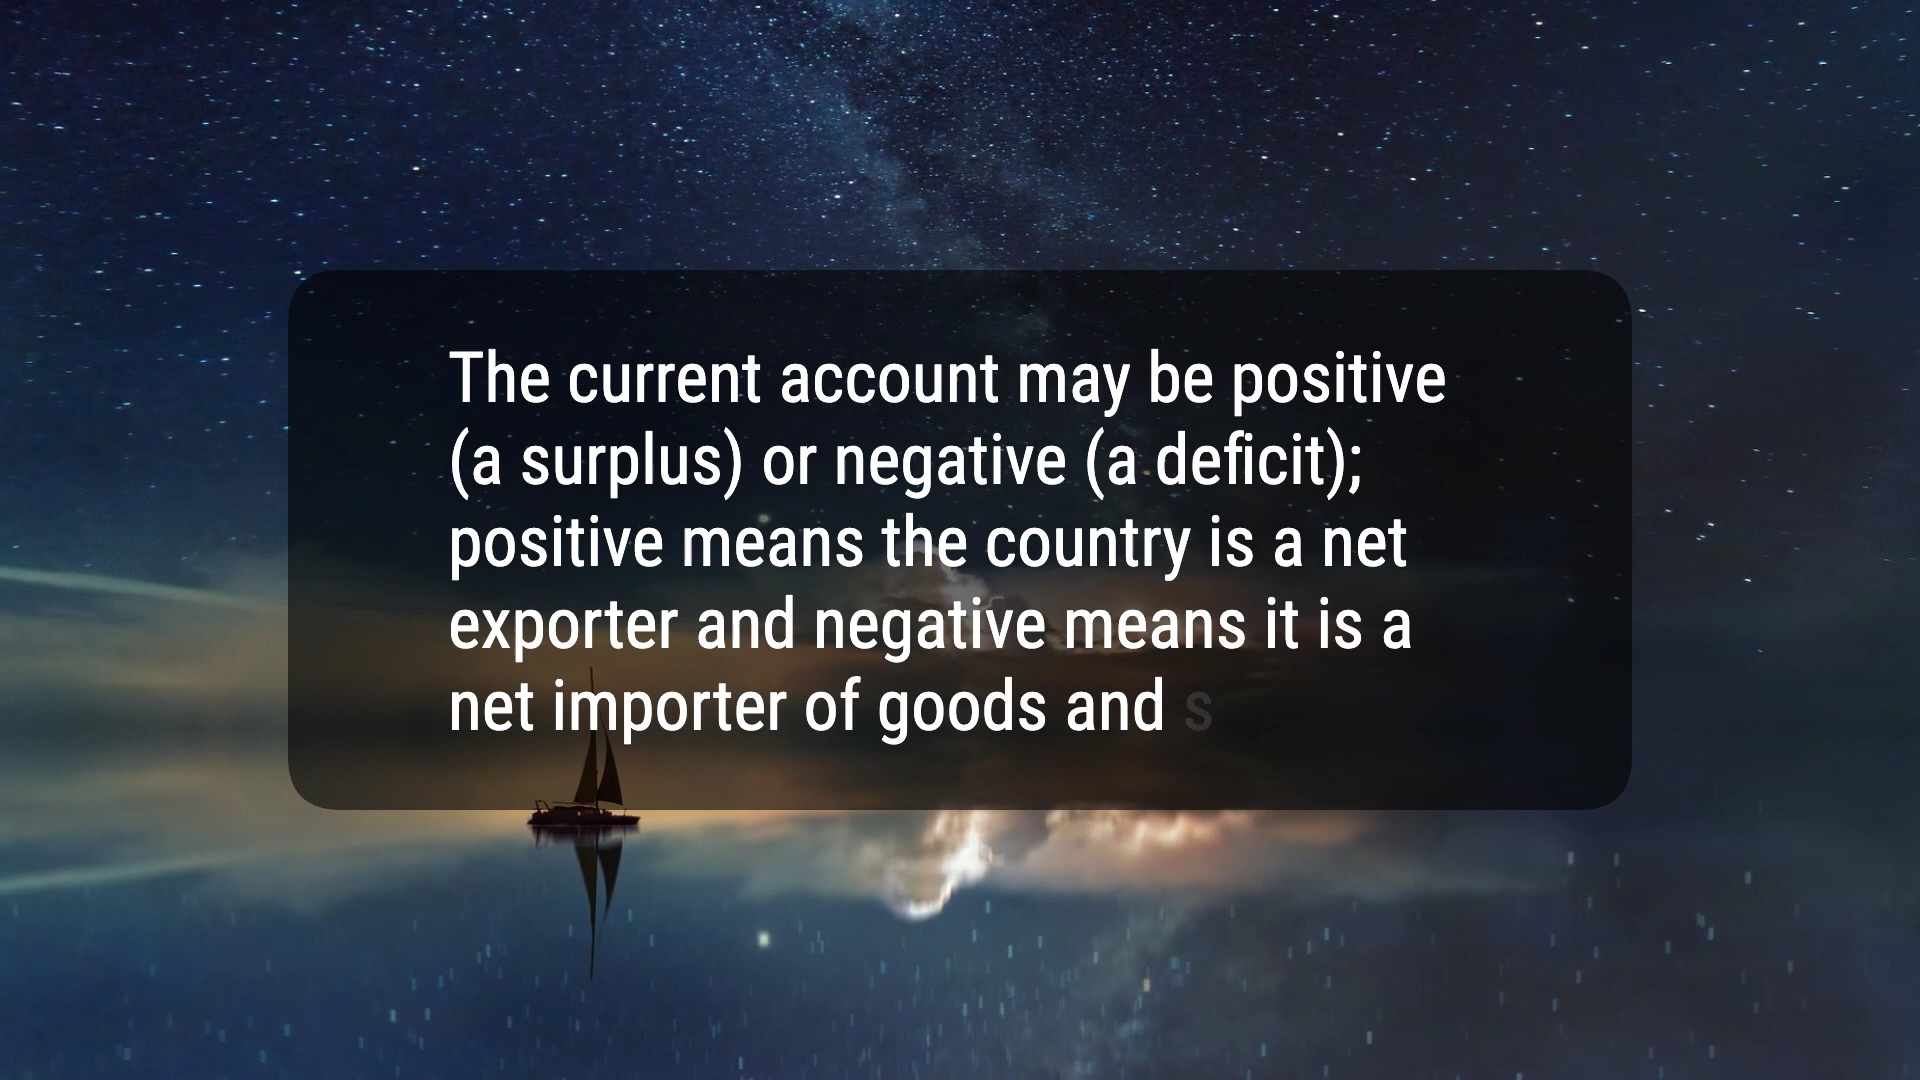 The current account may be positive
(a surplus) or negative (a deficit);
positive means the country is a net
exporter and negative means it is a
net importer of goods and s